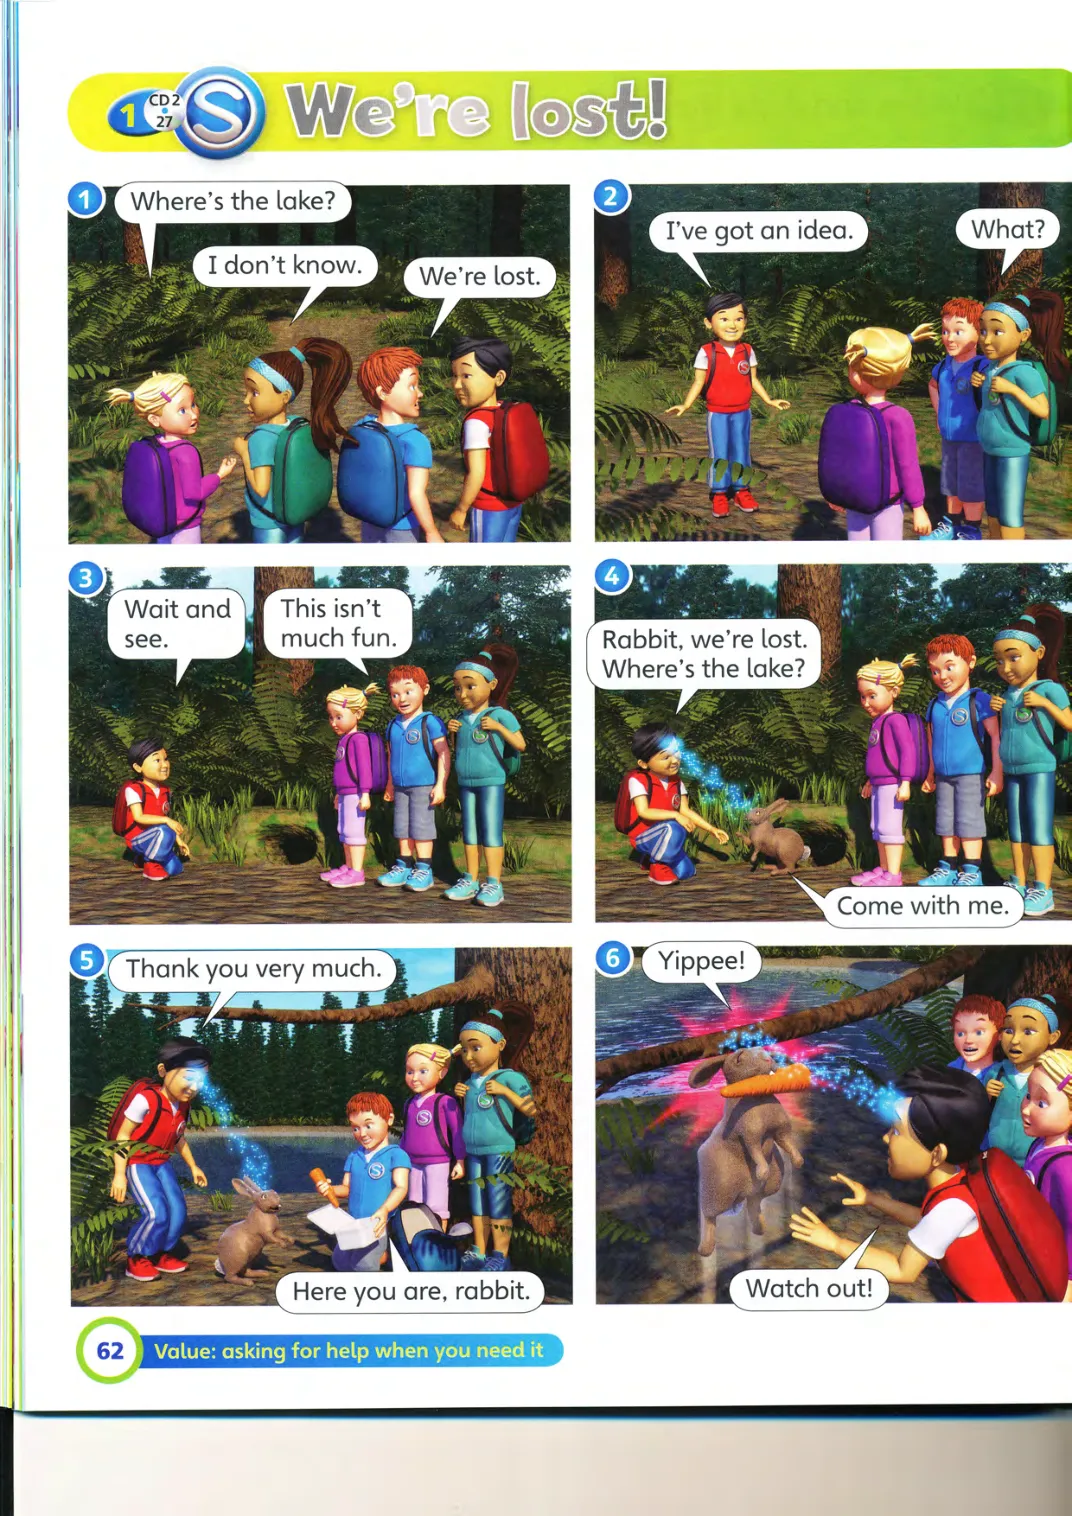 1 CD 2
27
S We're lost!
1
Where's the lake?
I don't know.
We're lost.
2
I've got an idea.
What?
3
Wait and
see.
This isn't
much fun.
4
Rabbit, we're lost.
Where's the lake?
Come with me.
5
Thank you very much.
Here you are, rabbit.
6
Yippee!
Watch out!
62 Value: asking for help when you need it